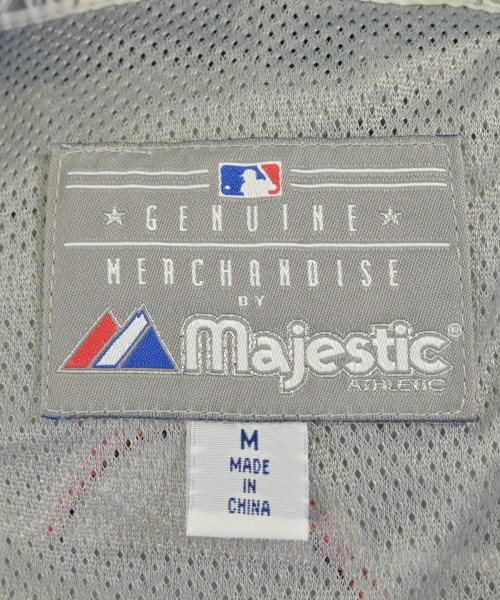 GENUINE
MERCHANDISE
BY
Majestic®
ATHLETIC
M
MADE
IN
CHINA